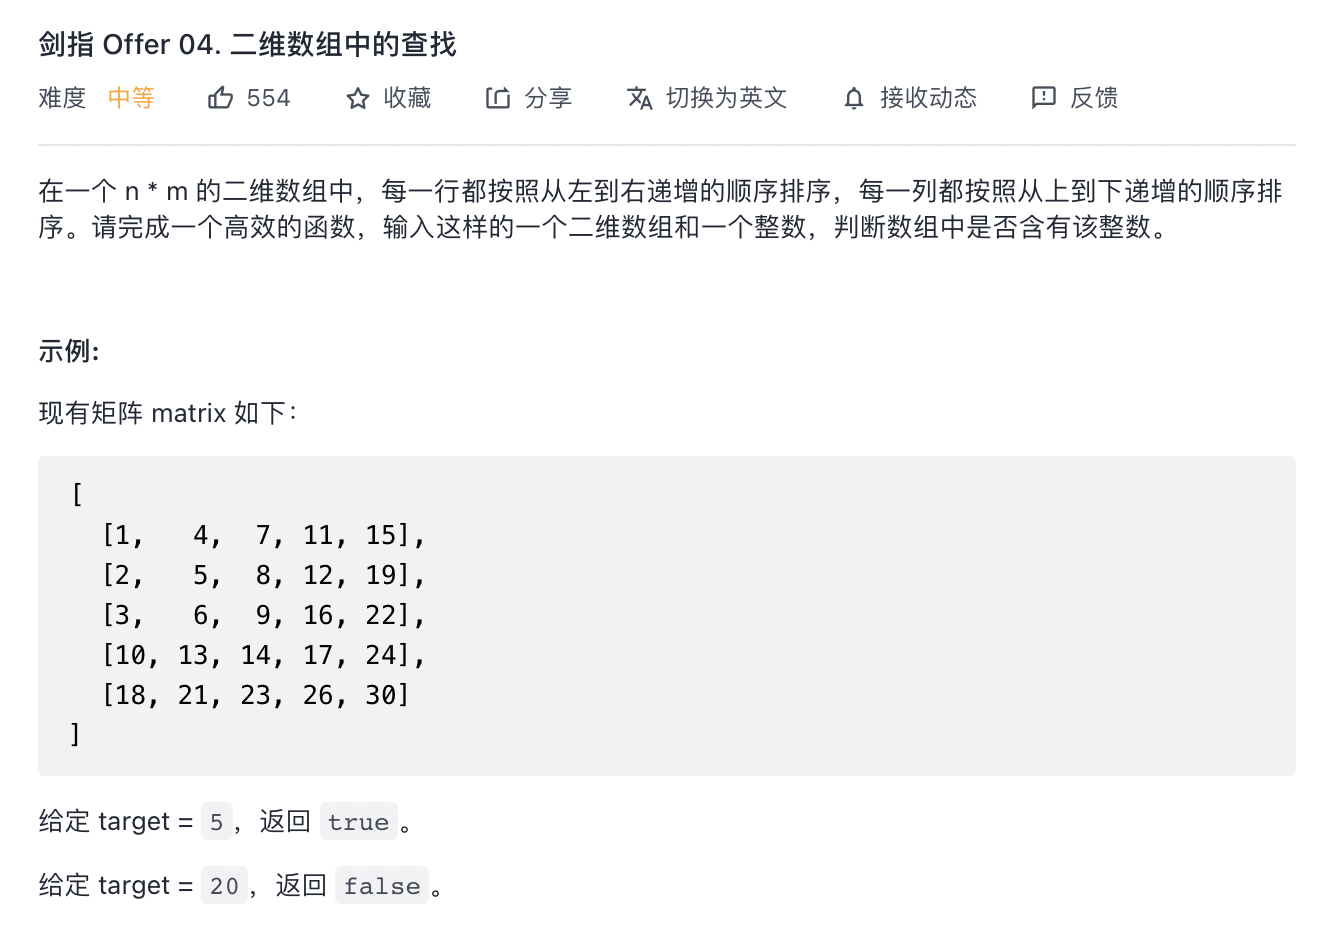 剑指 Offer 04. 二维数组中的查找
难度 中等 554 收藏 分享 切换为英文 接收动态 反馈
在一个 n * m 的二维数组中，每一行都按照从左到右递增的顺序排序，每一列都按照从上到下递增的顺序排
序。请完成一个高效的函数，输入这样的一个二维数组和一个整数，判断数组中是否含有该整数。
示例:
现有矩阵 matrix 如下：
[
  [1,   4,  7, 11, 15],
  [2,   5,  8, 12, 19],
  [3,   6,  9, 16, 22],
  [10, 13, 14, 17, 24],
  [18, 21, 23, 26, 30]
]
给定 target = 5，返回 true。
给定 target = 20，返回 false。